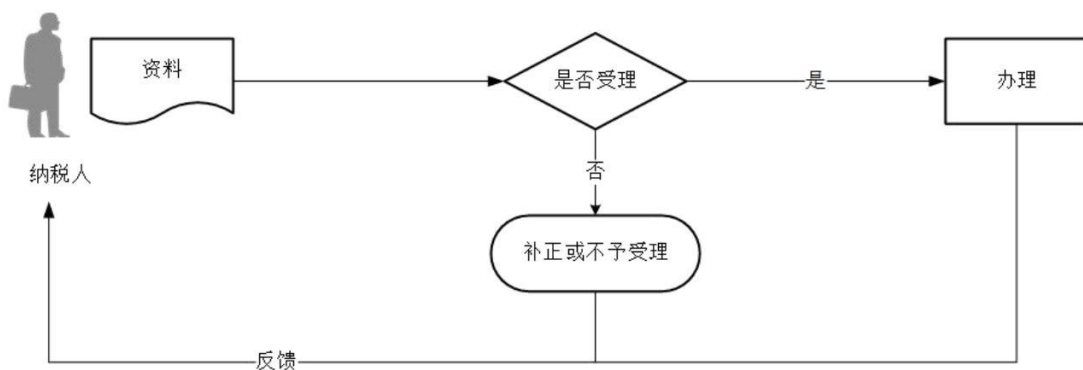 资料
是否受理
是
办理
纳税人
否
补正或不予受理
反馈